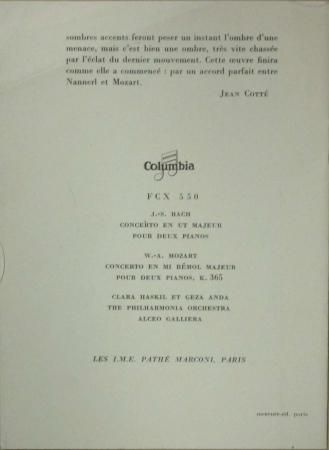 sombres accents feront peser un instant l'ombre d'une
menace, mais c'est bien une ombre, très vite chassée
par l'éclat du dernier mouvement. Cette œuvre finira
comme elle a commencé : par un accord parfait entre
Nannerl et Mozart.
JEAN COTTÉ
Columbia
FCX 550
J.-S. BACH
CONCERTO EN UT MAJEUR
POUR DEUX PIANOS
W.-A. MOZART
CONCERTO EN MI BÉMOL MAJEUR
POUR DEUX PIANOS, K. 365
CLARA HASKIL ET GEZA ANDA
THE PHILHARMONIA ORCHESTRA
ALCEO GALLIERA
LES I.M.E. PATHÉ MARCONI, PARIS
mercure-éd. paris